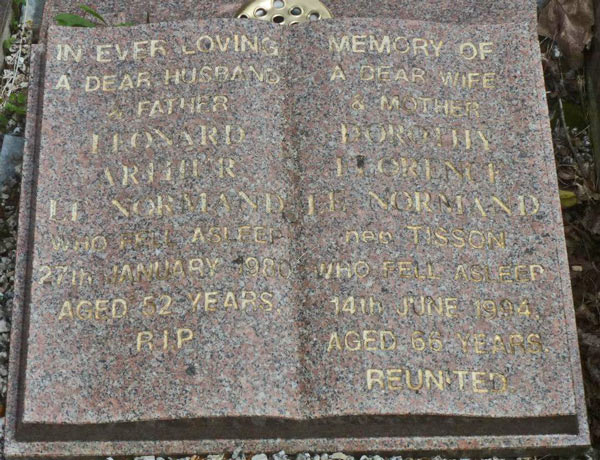 IN EVER LOVING
A DEAR HUSBAND
& FATHER
LEONARD
ARTHUR
LE NORMAND
WHO FELL ASLEEP
27TH JANUARY 1980
AGED 52 YEARS
R.I.P.
MEMORY OF
A DEAR WIFE
& MOTHER
DOROTHY
FLORENCE
LE NORMAND
nee TISSON
WHO FELL ASLEEP
14TH JUNE 1994.
AGED 66 YEARS.
REUNITED